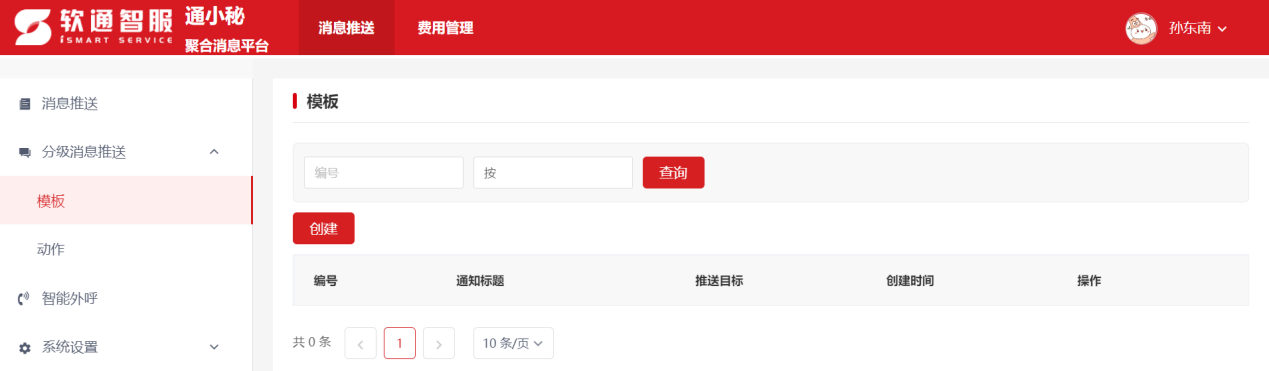 软通智服
iSMART SERVICE
通小秘
聚合消息平台
消息推送
费用管理
孙东南
消息推送
分级消息推送
模板
动作
智能外呼
系统设置
模板
编号
按
查询
创建
编号 通知标题 推送目标 创建时间 操作
共 0 条 1 10 条/页